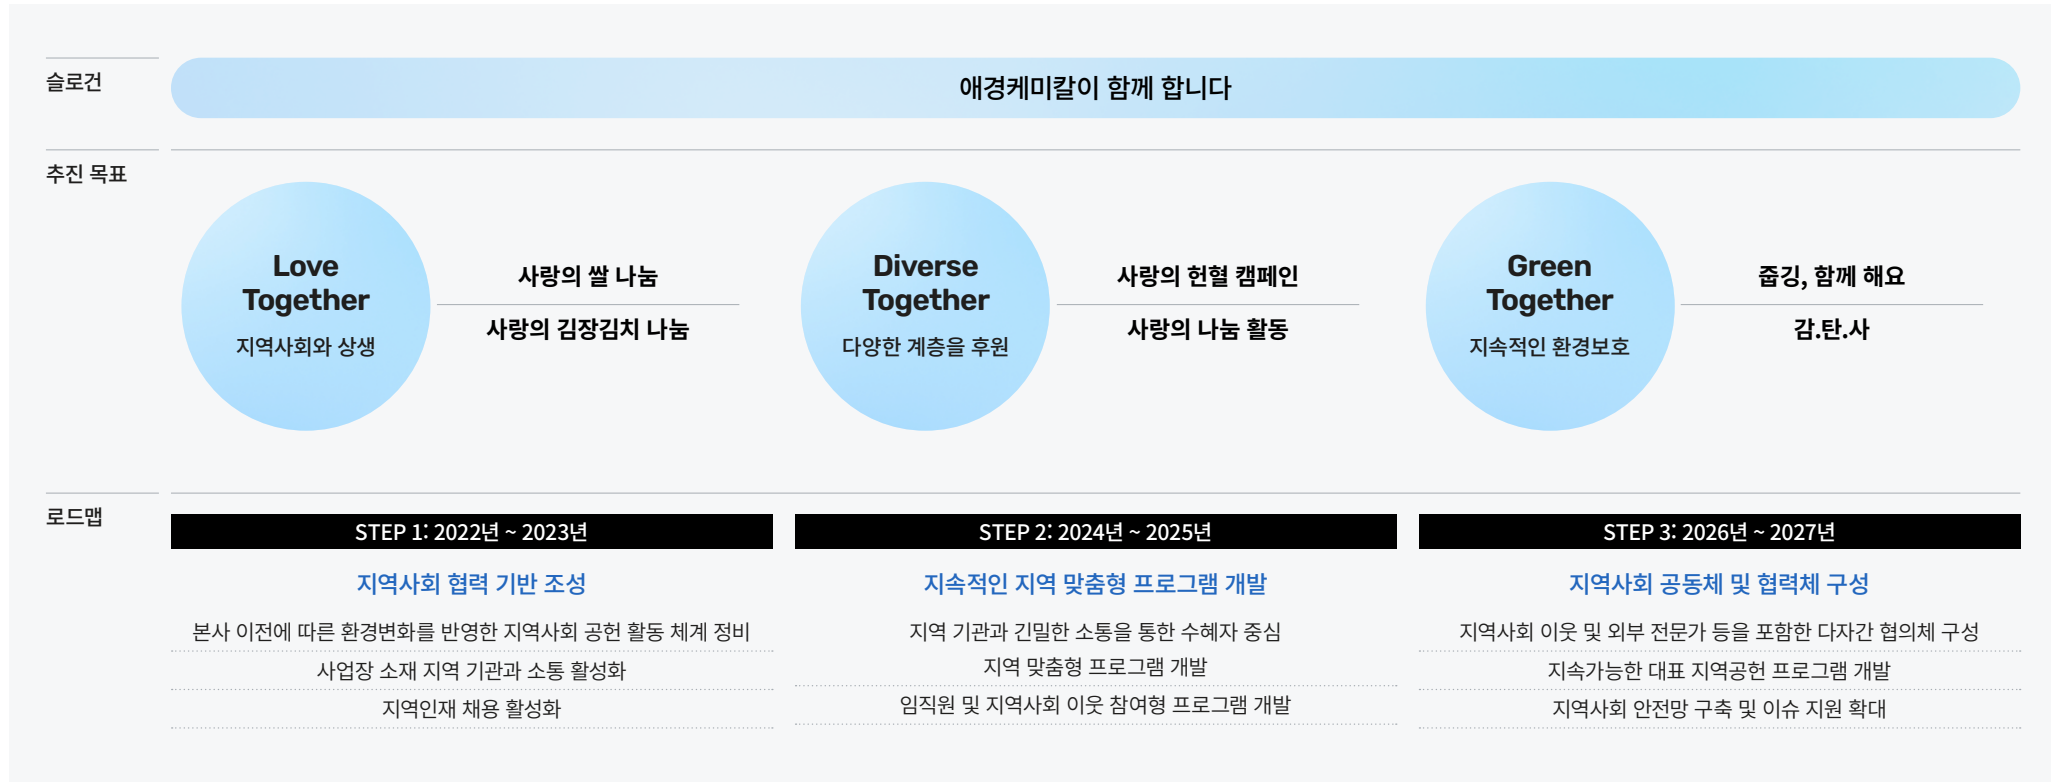 슬로건
애경케미칼이 함께 합니다
추진 목표
Love
Together
지역사회와 상생
사랑의 쌀 나눔
사랑의 김장김치 나눔
Diverse
Together
다양한 계층을 후원
사랑의 헌혈 캠페인
사랑의 나눔 활동
Green
Together
지속적인 환경보호
줍깅, 함께 해요
감.탄.사
로드맵
STEP 1: 2022년 ~ 2023년
지역사회 협력 기반 조성
본사 이전에 따른 환경변화를 반영한 지역사회 공헌 활동 체계 정비
사업장 소재 지역 기관과 소통 활성화
지역인재 채용 활성화
STEP 2: 2024년 ~ 2025년
지속적인 지역 맞춤형 프로그램 개발
지역 기관과 긴밀한 소통을 통한 수혜자 중심
지역 맞춤형 프로그램 개발
임직원 및 지역사회 이웃 참여형 프로그램 개발
STEP 3: 2026년 ~ 2027년
지역사회 공동체 및 협력체 구성
지역사회 이웃 및 외부 전문가 등을 포함한 다자간 협의체 구성
지속가능한 대표 지역공헌 프로그램 개발
지역사회 안전망 구축 및 이슈 지원 확대